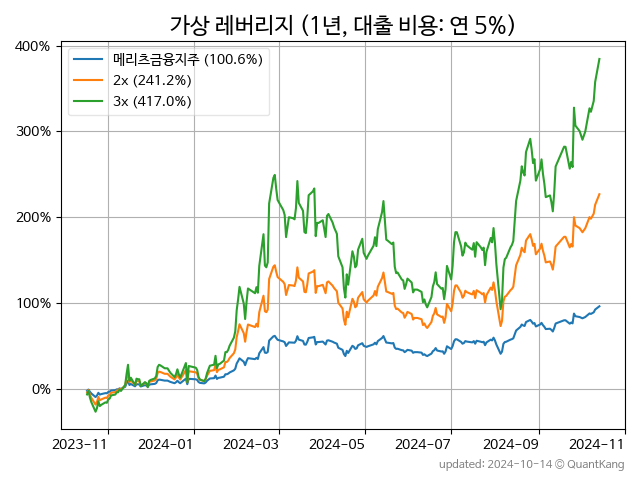 가상 레버리지 (1년, 대출 비용: 연 5%)
메리츠금융지주 (100.6%)
2x (241.2%)
3x (417.0%)
400%
300%
200%
100%
0%
2023-11 2024-01 2024-03 2024-05 2024-07 2024-09 2024-11
updated: 2024-10-14 © QuantKang